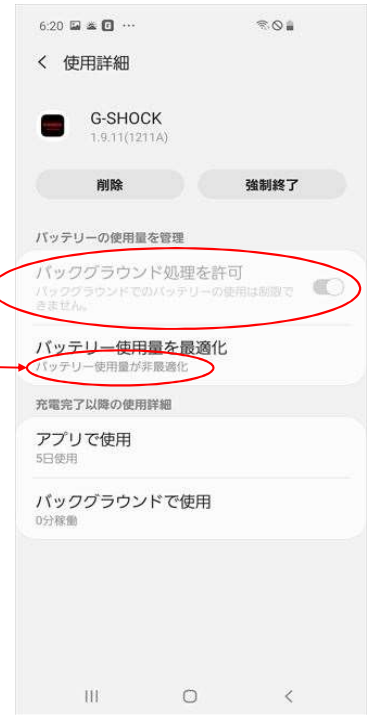 6:20
使用詳細
G-SHOCK
1.9.11(1211A)
削除
強制終了
バッテリーの使用量を管理
バックグラウンド処理を許可
バックグラウンドでのバッテリーの使用は制限で
きません。
バッテリー使用量を最適化
バッテリー使用量が非最適化
充電完了以降の使用詳細
アプリで使用
5日使用
バックグラウンドで使用
0分稼働